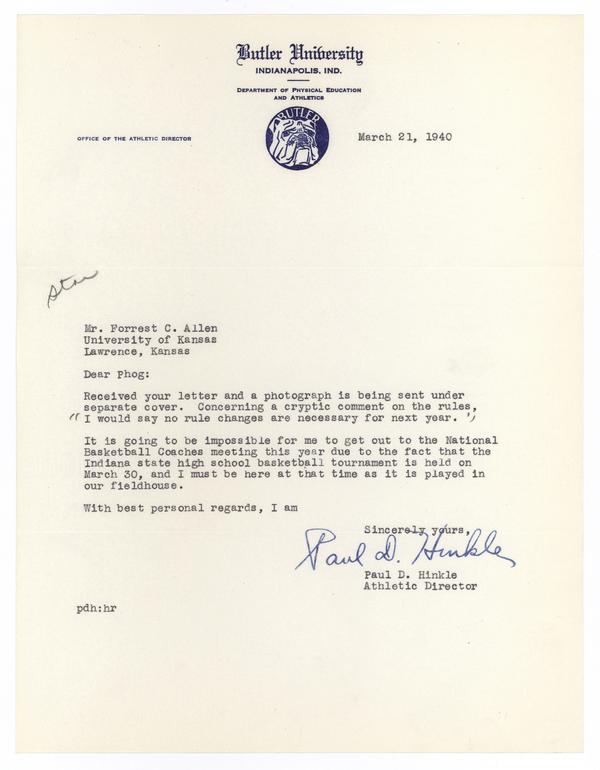 Butler University
INDIANAPOLIS, IND.
DEPARTMENT OF PHYSICAL EDUCATION
AND ATHLETICS
BUTLER
OFFICE OF THE ATHLETIC DIRECTOR
March 21, 1940
Star
Mr. Forrest C. Allen
University of Kansas
Lawrence, Kansas
Dear Phog:
Received your letter and a photograph is being sent under
separate cover. Concerning a cryptic comment on the rules,
"I would say no rule changes are necessary for next year."
It is going to be impossible for me to get out to the National
Basketball Coaches meeting this year due to the fact that the
Indiana state high school basketball tournament is held on
March 30, and I must be here at that time as it is played in
our fieldhouse.
With best personal regards, I am
Sincerely yours,
Paul D. Hinkle
Paul D. Hinkle
Athletic Director
pdh:hr